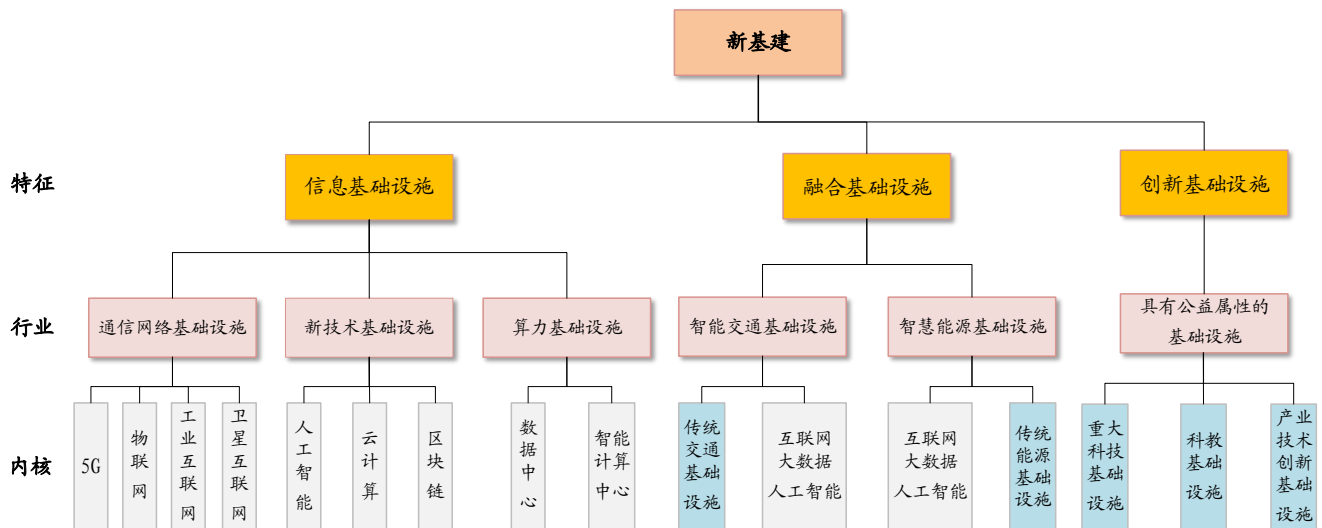 新基建
特征
信息基础设施
融合基础设施
创新基础设施
行业
通信网络基础设施
新技术基础设施
算力基础设施
智能交通基础设施
智慧能源基础设施
具有公益属性的
基础设施
内核
5G
物联网
工业互联网
卫星互联网
人工智能
云计算
区块链
数据中心
智能
计算
中心
传统
交通
基础
设施
互联网
大数据
人工智能
互联网
大数据
人工智能
传统
能源
基础
设施
重大
科技
基础
设施
科教
基础
设施
产业
技术
创新
基础
设施